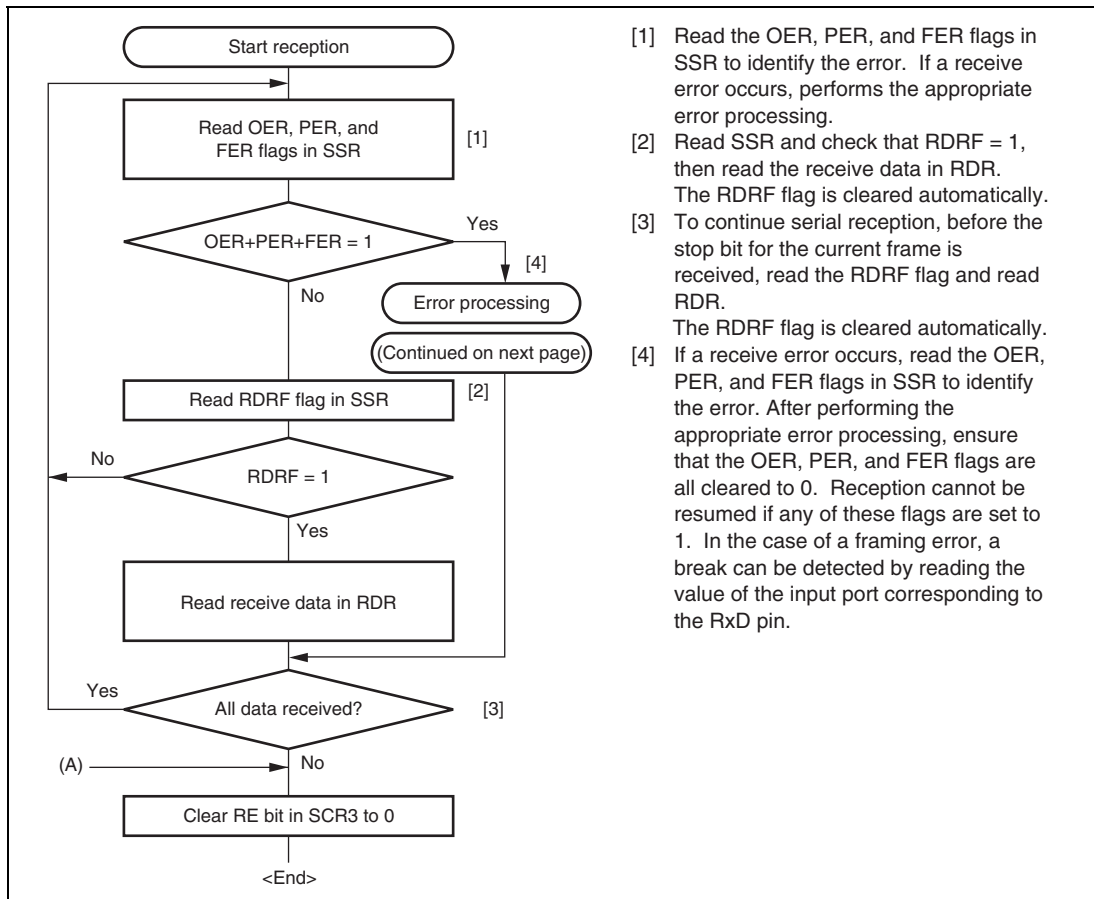 Start reception
Read OER, PER, and
FER flags in SSR
[1]
OER+PER+FER = 1
Yes
[4]
No
Error processing
(Continued on next page)
Read RDRF flag in SSR
[2]
No
RDRF = 1
Yes
Read receive data in RDR
Yes
All data received?
[3]
(A)
No
Clear RE bit in SCR3 to 0
<End>
[1] Read the OER, PER, and FER flags in
SSR to identify the error. If a receive
error occurs, performs the appropriate
error processing.
[2] Read SSR and check that RDRF = 1,
then read the receive data in RDR.
The RDRF flag is cleared automatically.
[3] To continue serial reception, before the
stop bit for the current frame is
received, read the RDRF flag and read
RDR.
The RDRF flag is cleared automatically.
[4] If a receive error occurs, read the OER,
PER, and FER flags in SSR to identify
the error. After performing the
appropriate error processing, ensure
that the OER, PER, and FER flags are
all cleared to 0. Reception cannot be
resumed if any of these flags are set to
1. In the case of a framing error, a
break can be detected by reading the
value of the input port corresponding to
the RxD pin.